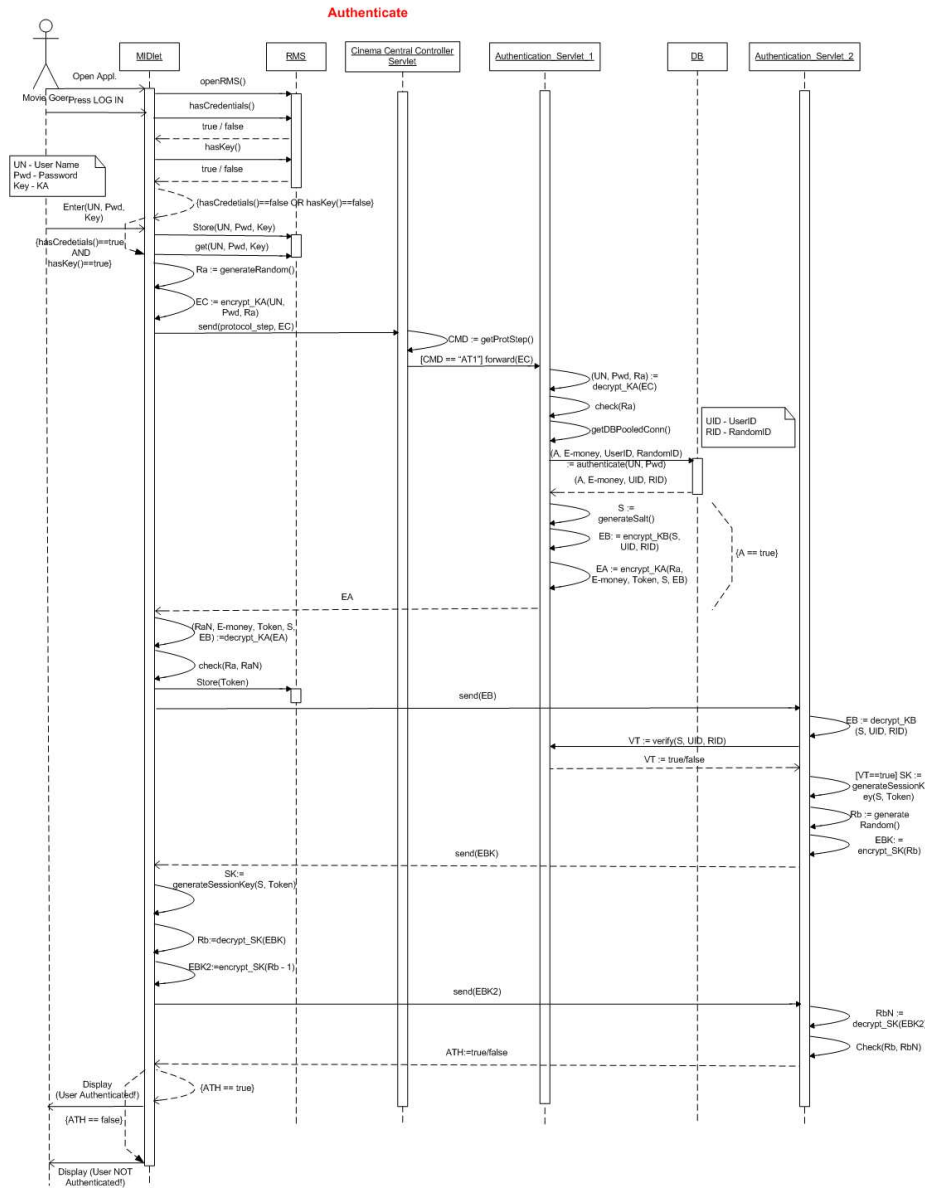 Authenticate
MIDlet
RMS
Cinema Central Controller
Servlet
Authentication_Servlet_1
DB
Authentication_Servlet_2
Movie Goer
Open Appl.
Press LOG IN
openRMS()
hasCredentials()
true / false
hasKey()
true / false
UN - User Name
Pwd - Password
Key - KA
{hasCredetials()==false OR hasKey()==false}
Enter(UN, Pwd,
Key)
Store(UN, Pwd, Key)
{hasCredetials()==true
AND
hasKey()==true}
get(UN, Pwd, Key)
Ra := generateRandom()
EC := encrypt_KA(UN,
Pwd, Ra)
send(protocol_step, EC)
CMD := getProtStep()
[CMD == "AT1"] forward(EC)
(UN, Pwd, Ra) :=
decrypt_KA(EC)
check(Ra)
getDBPooledConn()
UID - UserID
RID - RandomID
(A, E-money, UserID, RandomID)
:= authenticate(UN, Pwd)
(A, E-money, UID, RID)
S :=
generateSalt()
EB: = encrypt_KB(S,
UID, RID)
{A == true}
EA := encrypt_KA(Ra,
E-money, Token, S, EB)
EA
(RaN, E-money, Token, S,
EB) :=decrypt_KA(EA)
check(Ra, RaN)
Store(Token)
send(EB)
EB := decrypt_KB
(S, UID, RID)
VT := verify(S, UID, RID)
VT := true/false
[VT==true] SK :=
generateSessionK
ey(S, Token)
Rb := generate
Random()
EBK: =
encrypt_SK(Rb)
send(EBK)
SK:=
generateSessionKey(S, Token)
Rb:=decrypt_SK(EBK)
EBK2:=encrypt_SK(Rb - 1)
send(EBK2)
RbN :=
decrypt_SK(EBK2)
Check(Rb, RbN)
ATH:=true/false
{ATH == true}
Display
(User Authenticated!)
{ATH == false}
Display (User NOT
Authenticated!)